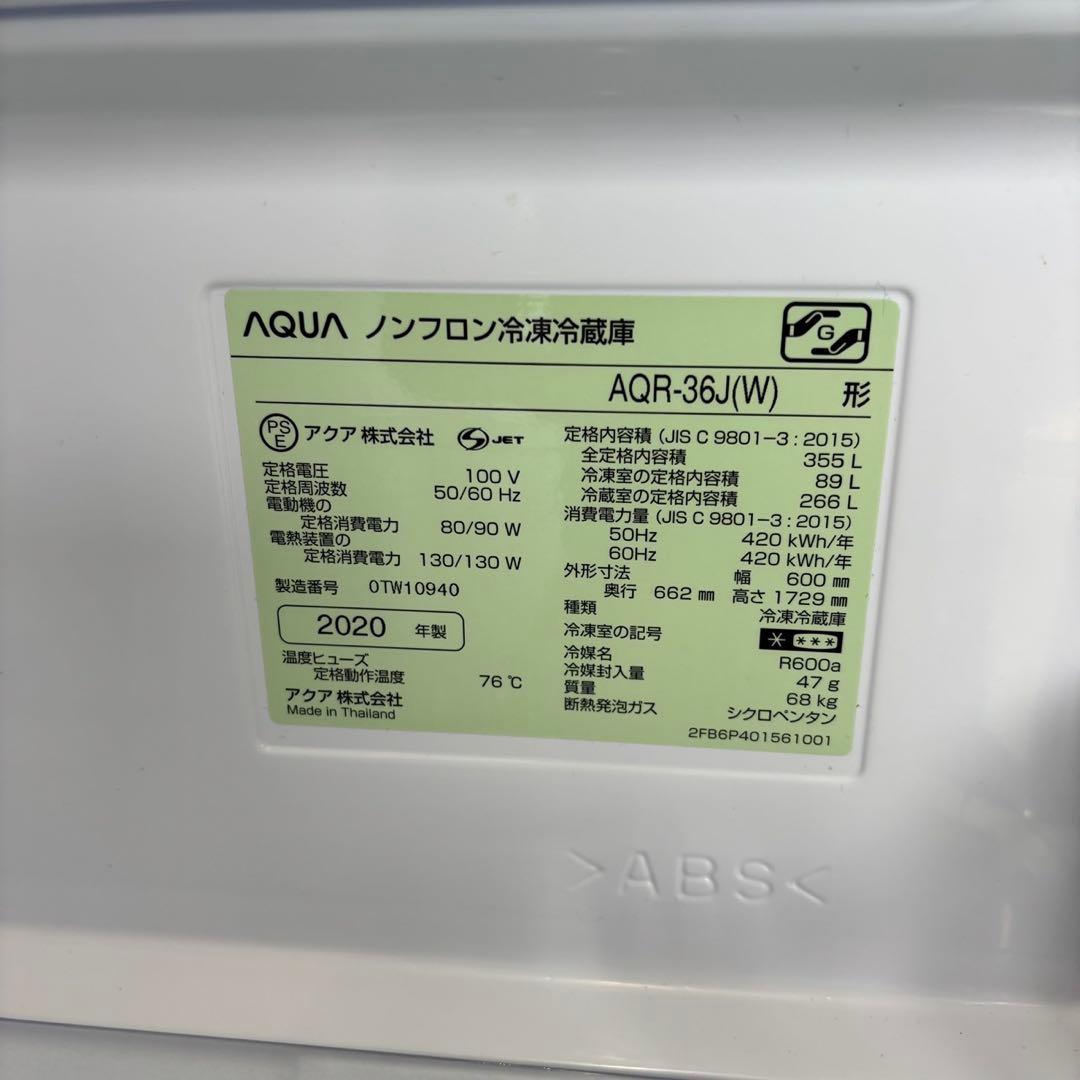 AQUA ノンフロン冷凍冷蔵庫
G
AQR-36J(W) 形
PS
E
アクア 株式会社 S JET
定格電圧 100 V
定格周波数 50/60 Hz
電動機の
定格消費電力 80/90 W
電熱装置の
定格消費電力 130/130 W
製造番号 0TW10940
2020 年製
温度ヒューズ
定格動作温度 76 ℃
アクア 株式会社
Made in Thailand
定格内容積 (JIS C 9801-3 : 2015)
全定格内容積 355 L
冷凍室の定格内容積 89 L
冷蔵室の定格内容積 266 L
消費電力量 (JIS C 9801-3 : 2015)
50Hz 420 kWh/年
60Hz 420 kWh/年
外形寸法 幅 600 ㎜
奥行 662 ㎜ 高さ 1729 ㎜
種類 冷凍冷蔵庫
冷凍室の記号 * ***
冷媒名 R600a
冷媒封入量 47 g
質量 68 kg
断熱発泡ガス シクロペンタン
2FB6P401561001
>ABS<